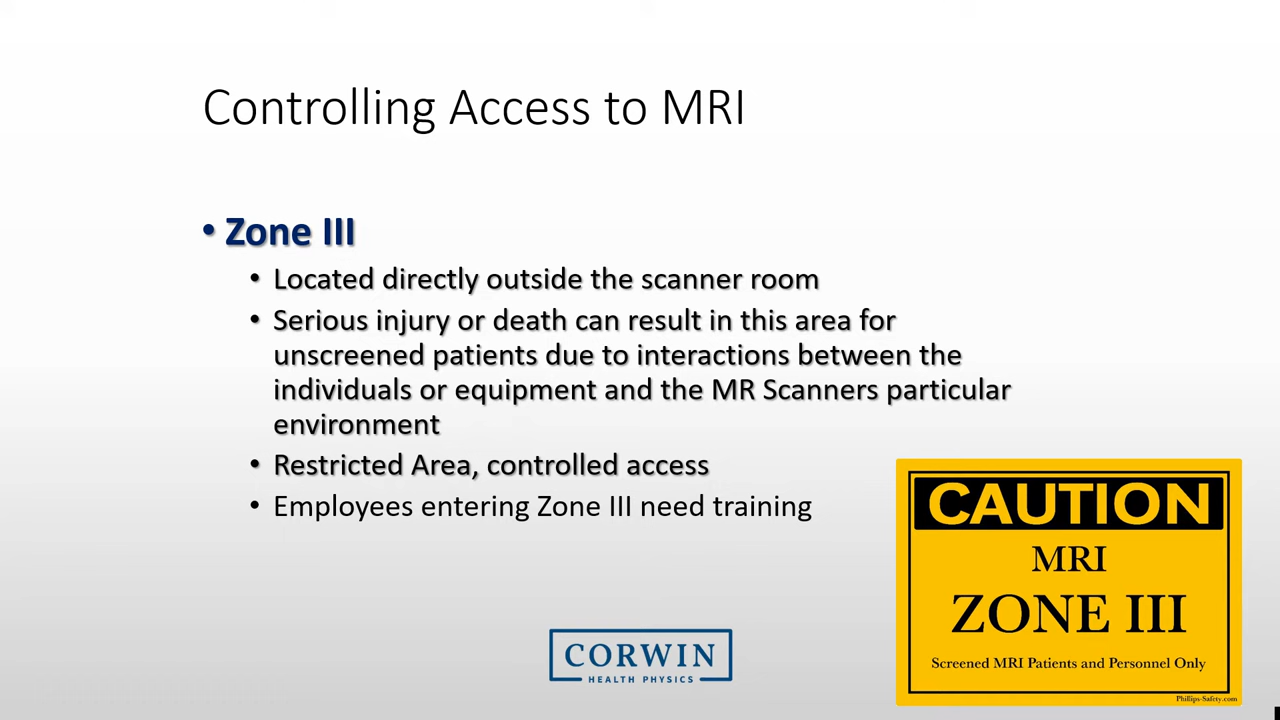 Controlling Access to MRI
• Zone III
• Located directly outside the scanner room
• Serious injury or death can result in this area for
unscreened patients due to interactions between the
individuals or equipment and the MR Scanners particular
environment
• Restricted Area, controlled access
• Employees entering Zone III need training
CAUTION
MRI
ZONE III
Screened MRI Patients and Personnel Only
Phillips-Safety.com
CORWIN
HEALTH PHYSICS